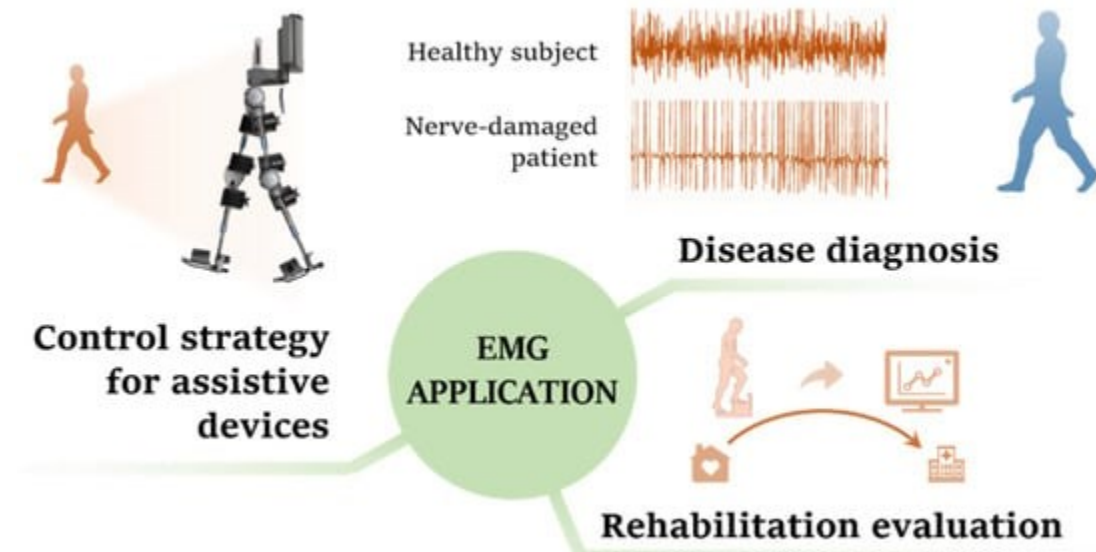 Healthy subject
Nerve-damaged
patient
Disease diagnosis
Control strategy
for assistive
devices
EMG
APPLICATION
Rehabilitation evaluation